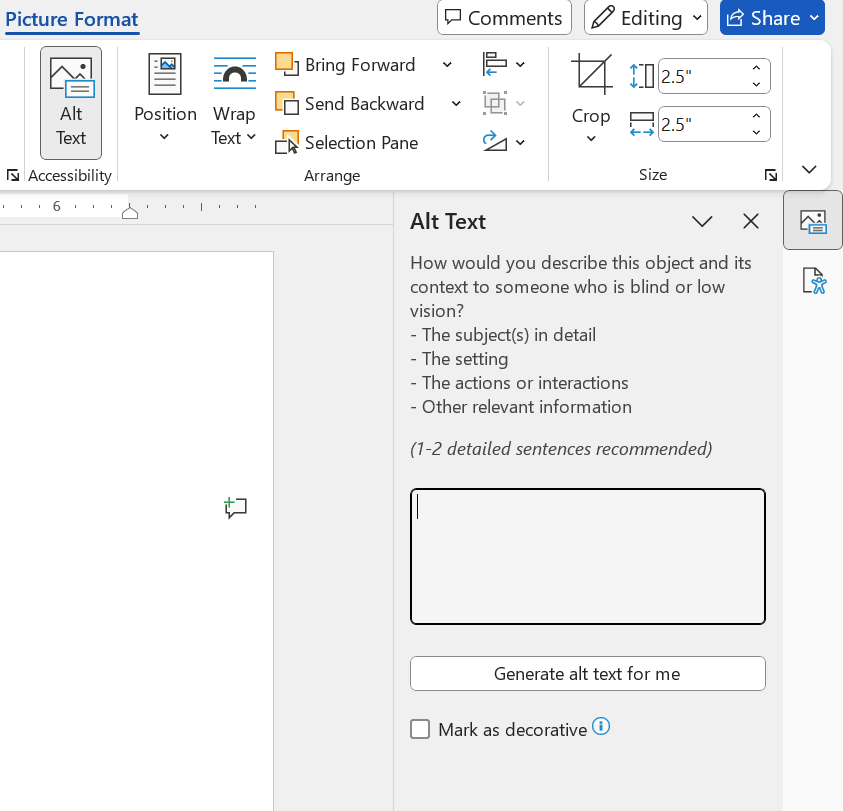 Picture Format
Comments
Editing
Share
Alt
Text
Position
Wrap
Text
Bring Forward
Send Backward
Selection Pane
Crop
2.5"
2.5"
Accessibility
Arrange
Size
6
Alt Text
How would you describe this object and its
context to someone who is blind or low
vision?
- The subject(s) in detail
- The setting
- The actions or interactions
- Other relevant information
(1-2 detailed sentences recommended)
Generate alt text for me
Mark as decorative